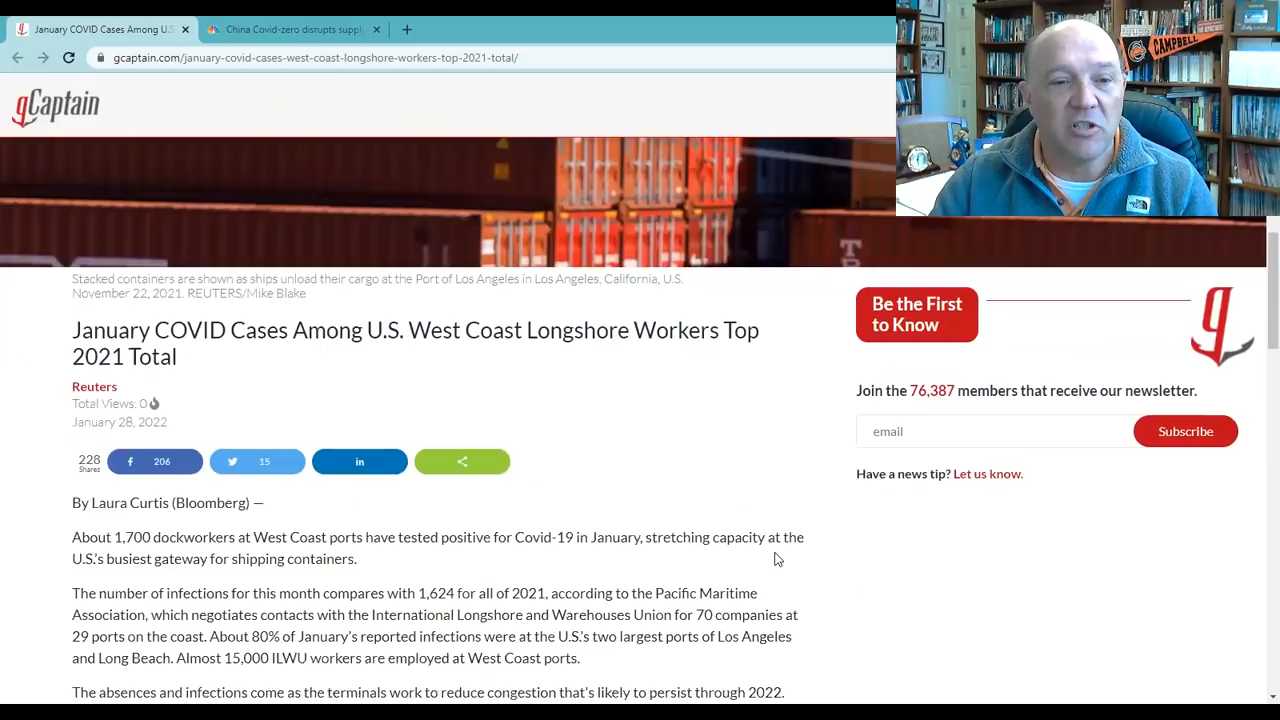 January COVID Cases Among U.S
China Covid-zero disrupts suppl
gcaptain.com/january-covid-cases-west-coast-longshore-workers-top-2021-total/
gCaptain
CAMPBELL
Stacked containers are shown as ships unload their cargo at the Port of Los Angeles in Los Angeles, California, U.S.
November 22, 2021. REUTERS/Mike Blake
January COVID Cases Among U.S. West Coast Longshore Workers Top
2021 Total
Reuters
Total Views: 0
January 28, 2022
228
Shares
206
15
in
By Laura Curtis (Bloomberg) —
About 1,700 dockworkers at West Coast ports have tested positive for Covid-19 in January, stretching capacity at the
U.S.'s busiest gateway for shipping containers.
The number of infections for this month compares with 1,624 for all of 2021, according to the Pacific Maritime
Association, which negotiates contacts with the International Longshore and Warehouses Union for 70 companies at
29 ports on the coast. About 80% of January's reported infections were at the U.S.'s two largest ports of Los Angeles
and Long Beach. Almost 15,000 ILWU workers are employed at West Coast ports.
The absences and infections come as the terminals work to reduce congestion that's likely to persist through 2022.
Be the First
to Know
g
Join the 76,387 members that receive our newsletter.
email
Subscribe
Have a news tip? Let us know.